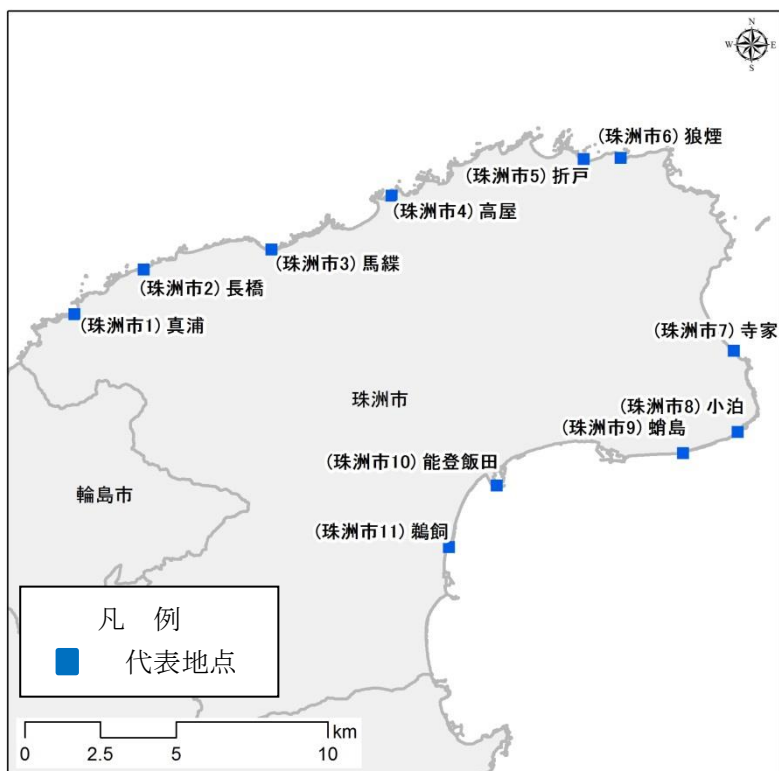 N
W E
S
(珠洲市6) 狼煙
(珠洲市5) 折戸
(珠洲市4) 高屋
(珠洲市3) 馬緤
(珠洲市2) 長橋
(珠洲市1) 真浦
(珠洲市7) 寺家
珠洲市
(珠洲市8) 小泊
(珠洲市9) 蛸島
(珠洲市10) 能登飯田
輪島市
(珠洲市11) 鵜飼
凡 例
代表地点
km
0 2.5 5 10